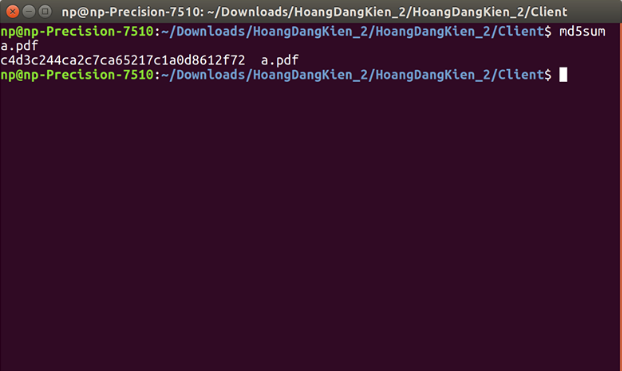 np@np-Precision-7510: ~/Downloads/HoangDangKien_2/HoangDangKien_2/Client
np@np-Precision-7510:~/Downloads/HoangDangKien_2/HoangDangKien_2/Client$ md5sum
a.pdf
c4d3c244ca2c7ca65217c1a0d8612f72  a.pdf
np@np-Precision-7510:~/Downloads/HoangDangKien_2/HoangDangKien_2/Client$